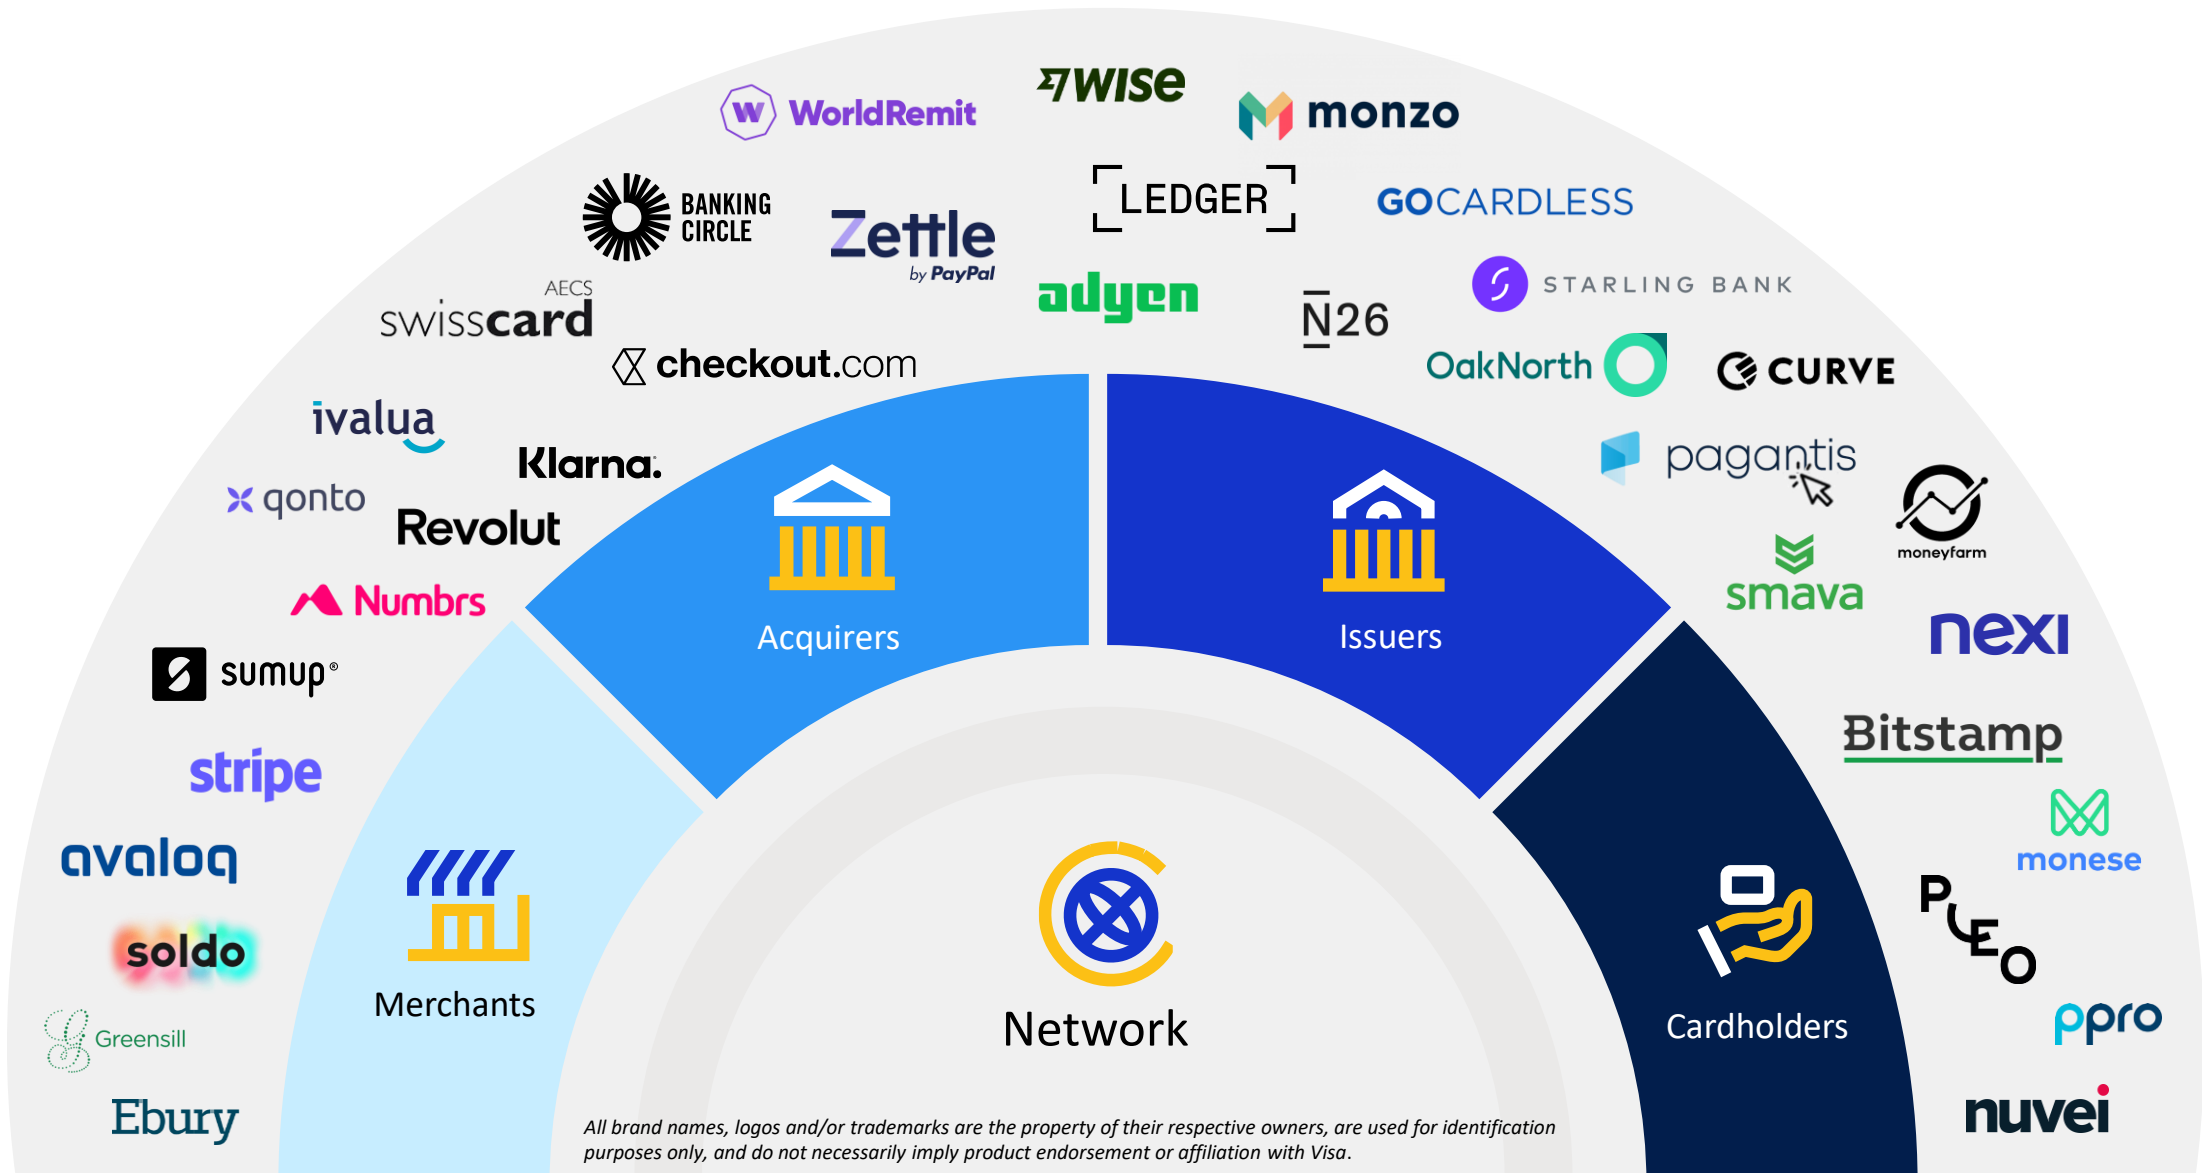 WISE
W WorldRemit
monzo
LEDGER
GOCARDLESS
BANKING
CIRCLE
Zettle
by PayPal
STARLING BANK
adyen
AECS
swisscard
N26
checkout.com
OakNorth
CURVE
ivalua
Klarna.
pagantis
qonto
Revolut
moneyfarm
Numbrs
smava
nexi
Acquirers
Issuers
sumup®
stripe
Bitstamp
avaloq
monese
PLEO
soldo
Merchants
Network
Cardholders
ppro
Greensill
Ebury
nuvei
All brand names, logos and/or trademarks are the property of their respective owners, are used for identification
purposes only, and do not necessarily imply product endorsement or affiliation with Visa.